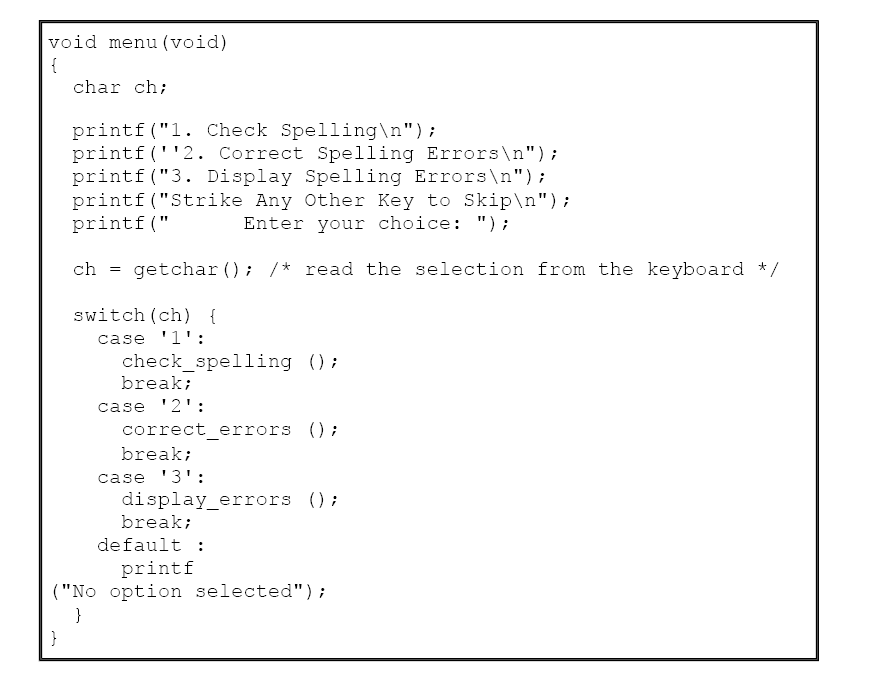 void menu(void)
{
  char ch;

  printf("1. Check Spelling\n");
  printf(''2. Correct Spelling Errors\n");
  printf("3. Display Spelling Errors\n");
  printf("Strike Any Other Key to Skip\n");
  printf("      Enter your choice: ");

  ch = getchar(); /* read the selection from the keyboard */

  switch(ch) {
    case '1':
      check_spelling ();
      break;
    case '2':
      correct_errors ();
      break;
    case '3':
      display_errors ();
      break;
    default :
      printf
("No option selected");
  }
}